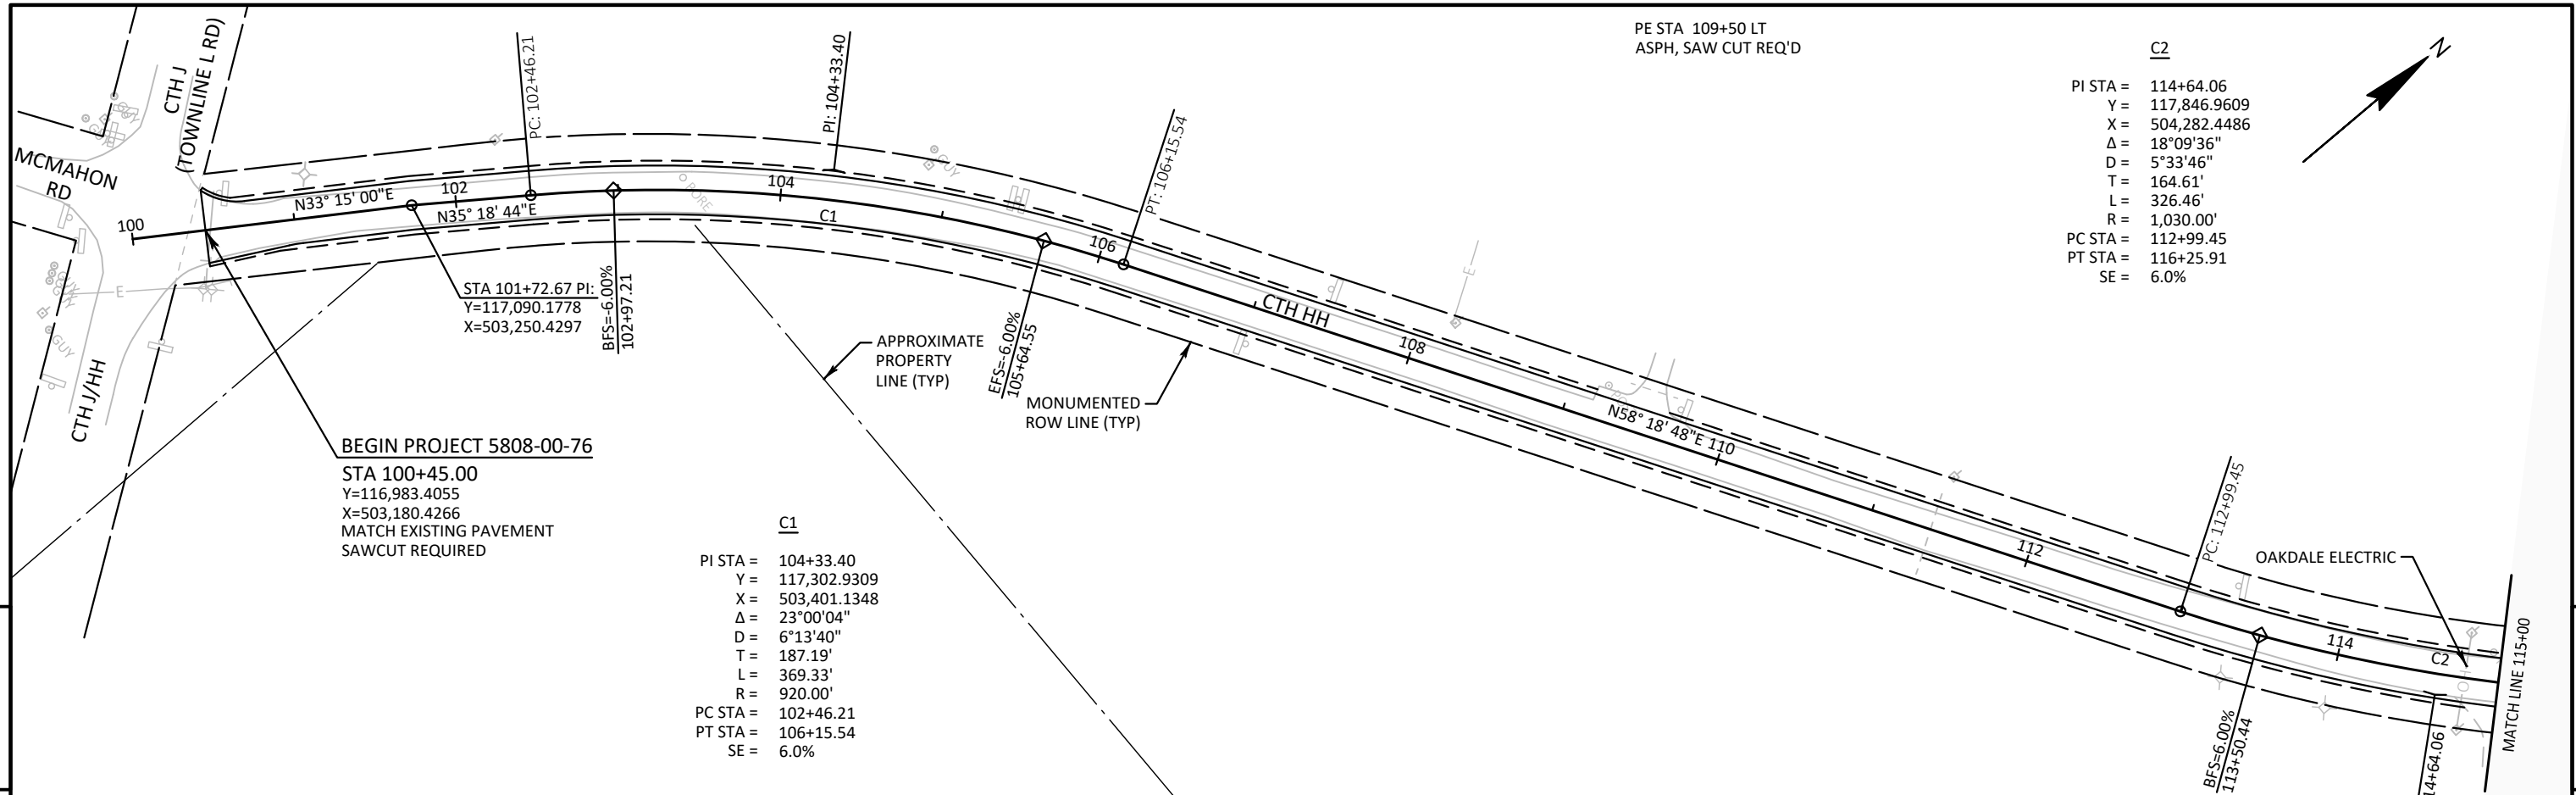 PE STA 109+50 LT
ASPH, SAW CUT REQ'D
N
C2
PI STA = 114+64.06
Y = 117,846.9609
X = 504,282.4486
Δ = 18°09'36"
D = 5°33'46"
T = 164.61'
L = 326.46'
R = 1,030.00'
PC STA = 112+99.45
PT STA = 116+25.91
SE = 6.0%
CTH J
(TOWNLINE L RD)
MCMAHON
RD
CTH J/HH
GUY
GUY
GUY
GUY
GUY
E
100
N33° 15' 00"E
102
N35° 18' 44"E
PC: 102+46.21
BORE
104
C1
PI: 104+33.40
GUY
106
PT: 106+15.54
E
CTH HH
108
N58° 18' 48"E
110
112
PC: 112+99.45
OAKDALE ELECTRIC
114
C2
MATCH LINE 115+00
BFS=6.00%
113+50.44
14+64.06
STA 101+72.67 PI:
Y=117,090.1778
X=503,250.4297
BFS=-6.00%
102+97.21
EFS=-6.00%
105+64.55
APPROXIMATE
PROPERTY
LINE (TYP)
MONUMENTED
ROW LINE (TYP)
BEGIN PROJECT 5808-00-76
STA 100+45.00
Y=116,983.4055
X=503,180.4266
MATCH EXISTING PAVEMENT
SAWCUT REQUIRED
C1
PI STA = 104+33.40
Y = 117,302.9309
X = 503,401.1348
Δ = 23°00'04"
D = 6°13'40"
T = 187.19'
L = 369.33'
R = 920.00'
PC STA = 102+46.21
PT STA = 106+15.54
SE = 6.0%